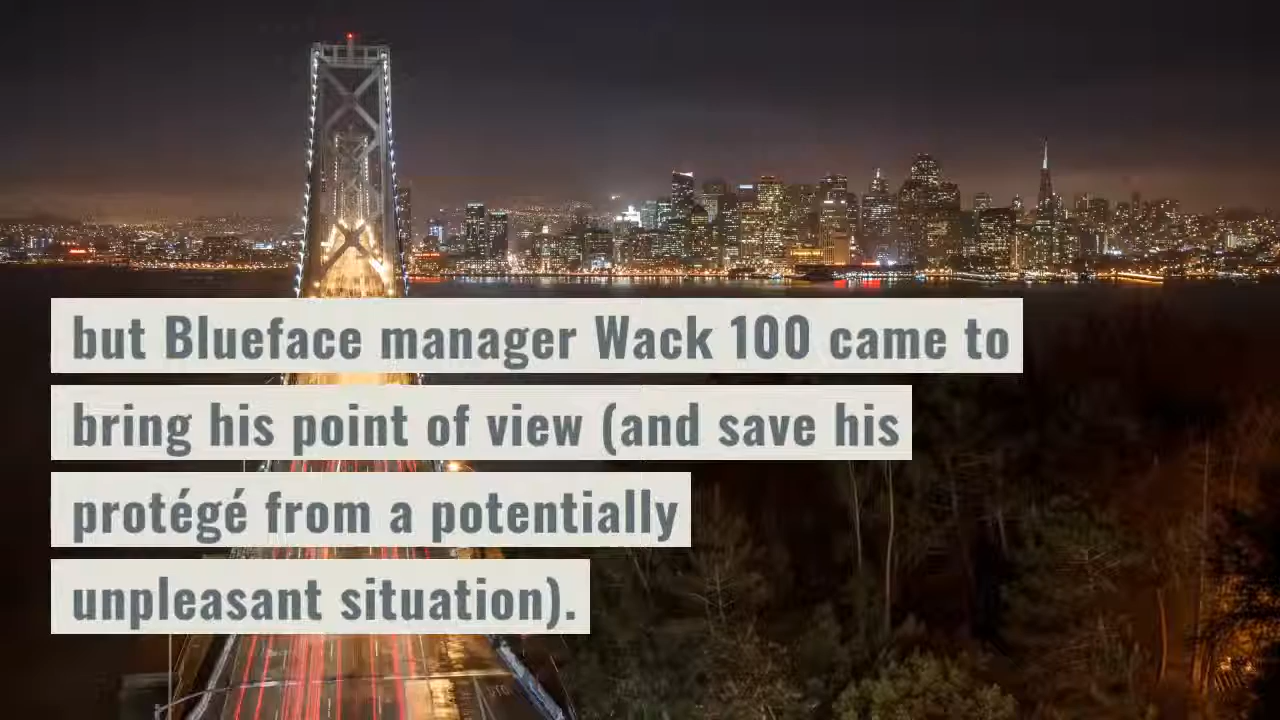 but Blueface manager Wack 100 came to
bring his point of view (and save his
protégé from a potentially
unpleasant situation).